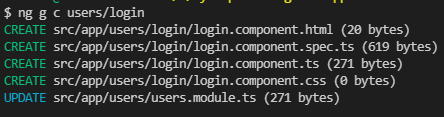 $ ng g c users/login
CREATE src/app/users/login/login.component.html (20 bytes)
CREATE src/app/users/login/login.component.spec.ts (619 bytes)
CREATE src/app/users/login/login.component.ts (271 bytes)
CREATE src/app/users/login/login.component.css (0 bytes)
UPDATE src/app/users/users.module.ts (271 bytes)